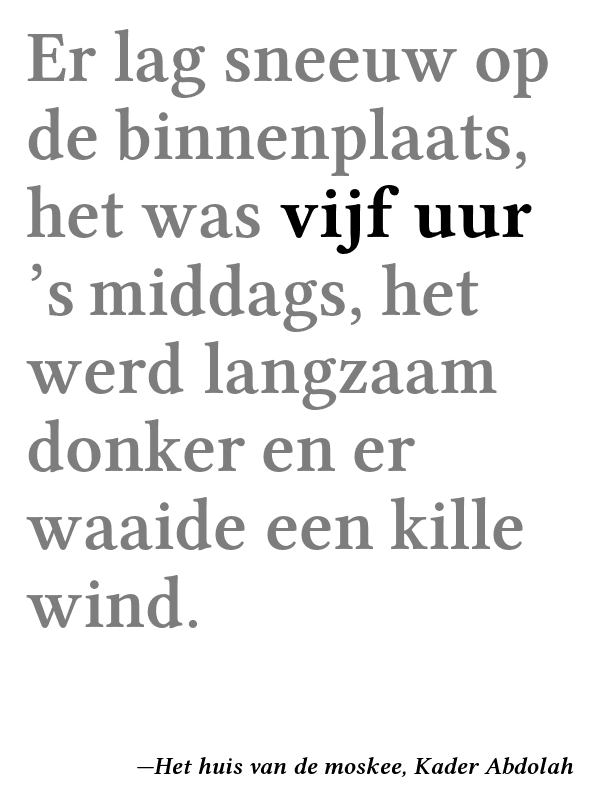 Er lag sneeuw op
de binnenplaats,
het was vijf uur
’s middags, het
werd langzaam
donker en er
waaide een kille
wind.
—Het huis van de moskee, Kader Abdolah